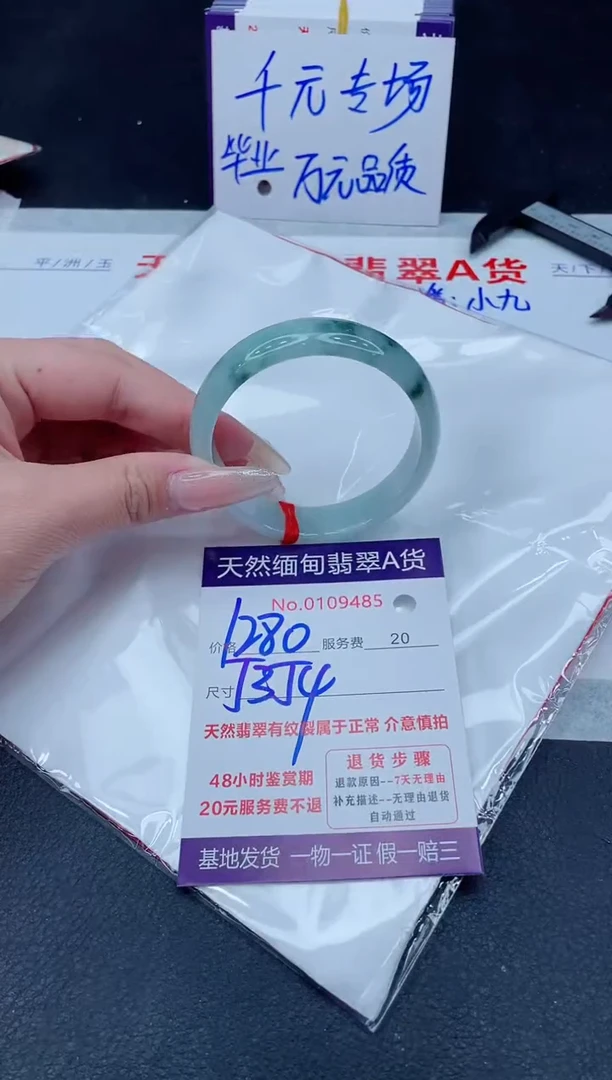 千元专场
毕业 万元品质
平/洲/玉
天
翡翠A货
天/下
小九
天然缅甸翡翠A货
No.0109485
价格 1280 服务费 20
尺寸 53 54
天然翡翠有纹裂属于正常 介意慎拍
48小时鉴赏期
20元服务费不退
退货步骤
退款原因--7天无理由
补充描述--无理由退货
自动通过
基地发货 一物一证 假一赔三